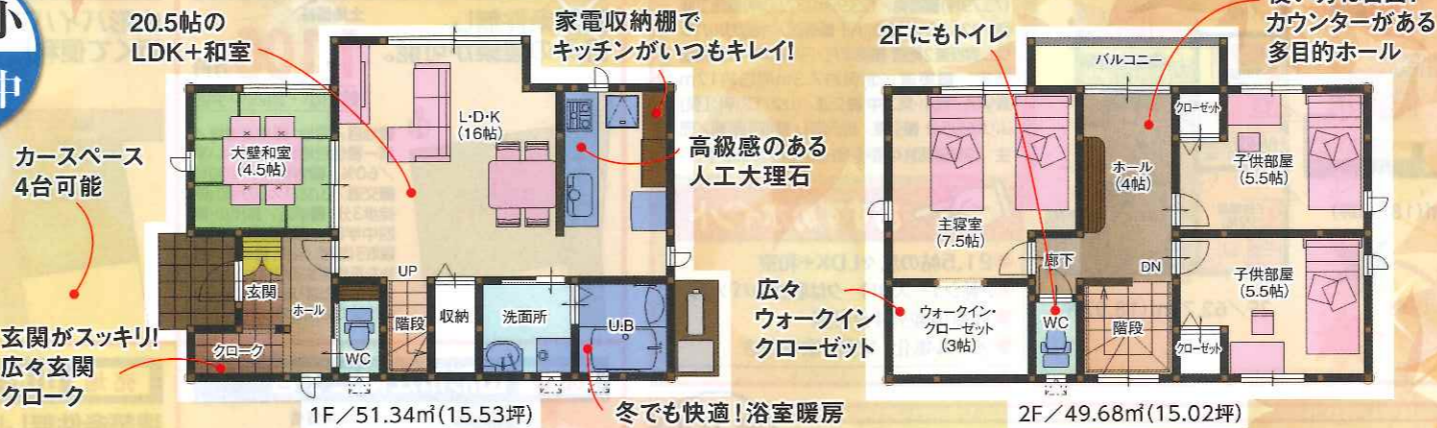 小
中
20.5帖の
LDK+和室
家電収納棚で
キッチンがいつもキレイ!
高級感のある
人工大理石
カースペース
4台可能
玄関がスッキリ!
広々玄関
クローク
冬でも快適!浴室暖房
大壁和室
(4.5帖)
L・D・K
(16帖)
玄関
ホール
クローク
WC
UP
階段
収納
洗面所
U.B
1F/51.34㎡(15.53坪)
2Fにもトイレ
カウンターがある
多目的ホール
広々
ウォークイン
クローゼット
バルコニー
クローゼット
主寝室
(7.5帖)
ホール
(4帖)
子供部屋
(5.5帖)
廊下
DN
子供部屋
(5.5帖)
ウォークイン・
クローゼット
(3帖)
WC
階段
クローゼット
2F/49.68㎡(15.02坪)